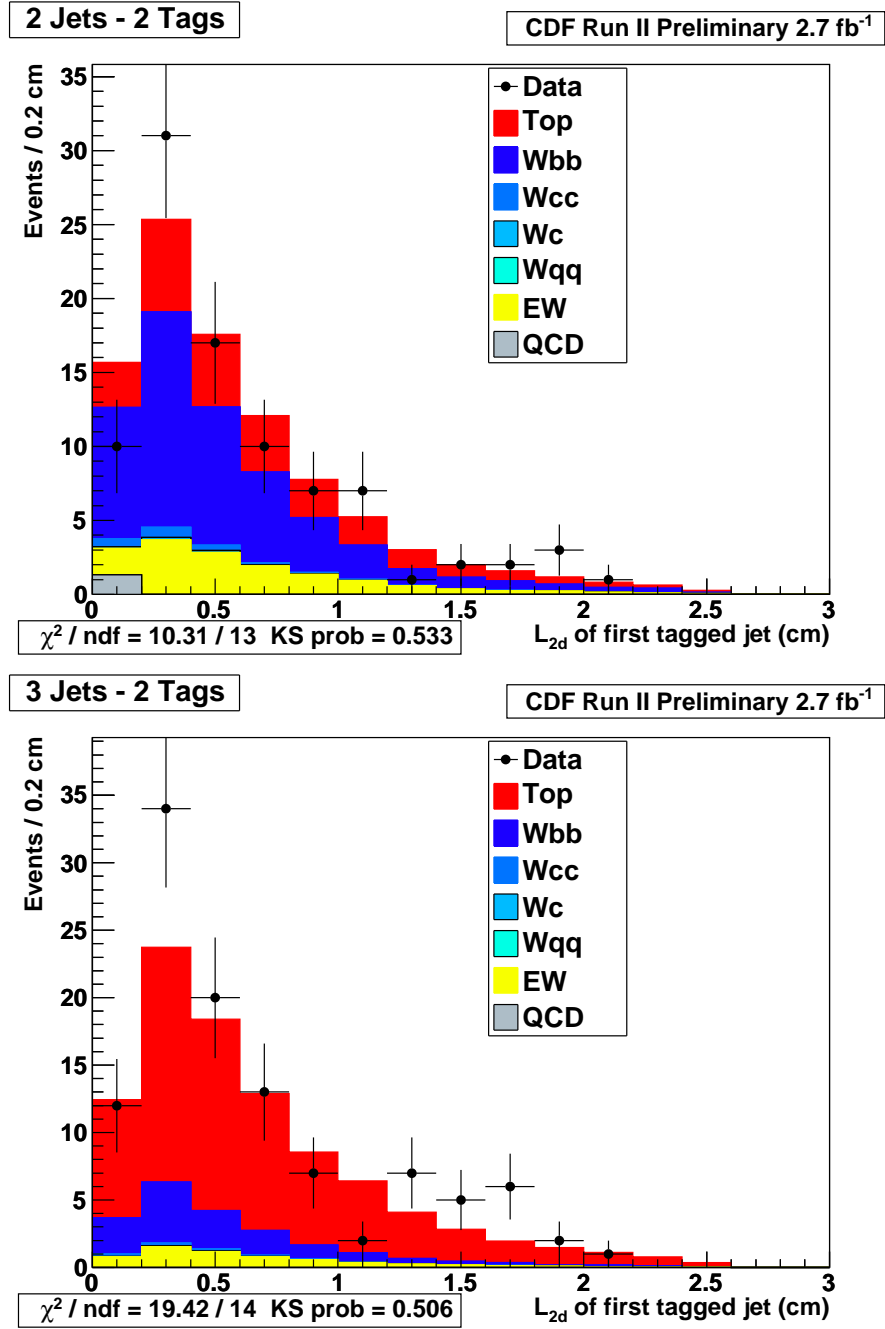 2 Jets - 2 Tags
CDF Run II Preliminary 2.7 fb⁻¹
Events / 0.2 cm
35
30
25
20
15
10
5
0
Data
Top
Wbb
Wcc
Wc
Wqq
EW
QCD
0 0.5 1 1.5 2 2.5 3
L2d of first tagged jet (cm)
χ² / ndf = 10.31 / 13 KS prob = 0.533
3 Jets - 2 Tags
CDF Run II Preliminary 2.7 fb⁻¹
Events / 0.2 cm
35
30
25
20
15
10
5
0
Data
Top
Wbb
Wcc
Wc
Wqq
EW
QCD
0 0.5 1 1.5 2 2.5 3
L2d of first tagged jet (cm)
χ² / ndf = 19.42 / 14 KS prob = 0.506